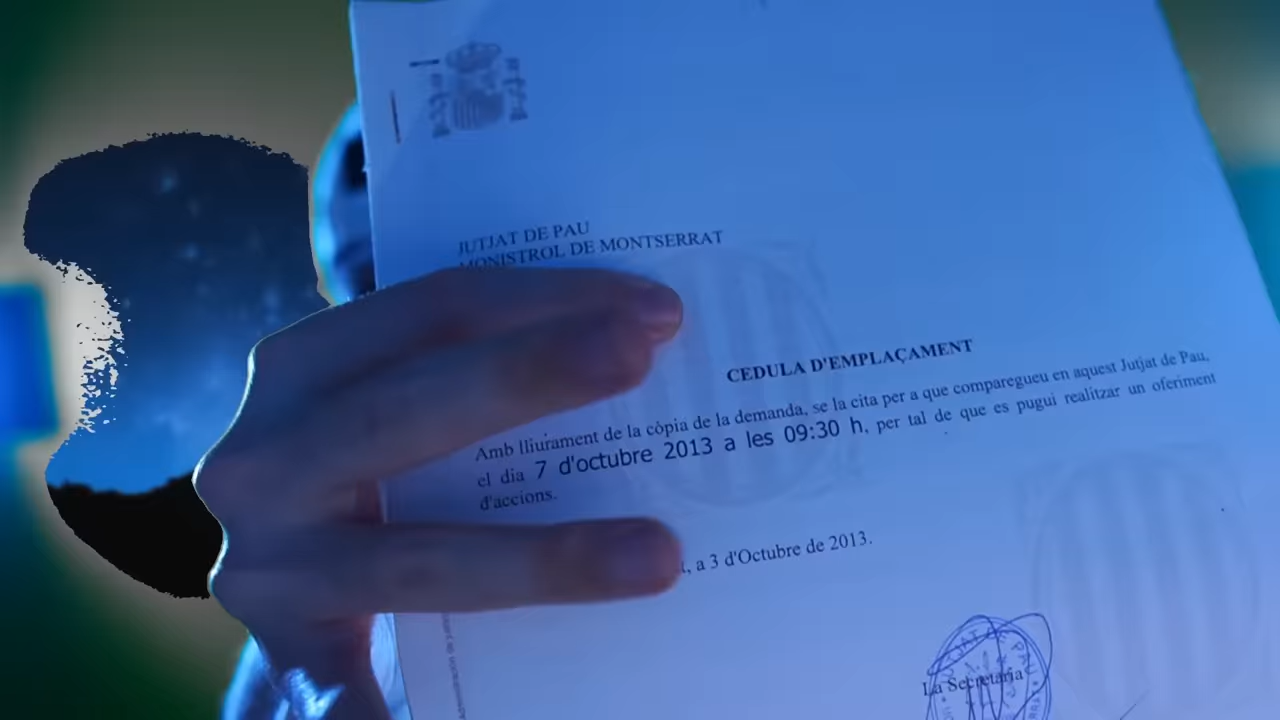 JUTJAT DE PAU
MONISTROL DE MONTSERRAT
CEDULA D'EMPLAÇAMENT
Amb lliurament de la còpia de la demanda, se la cita per a que comparegueu en aquest Jutjat de Pau,
el dia 7 d'octubre 2013 a les 09:30 h, per tal de que es pugui realitzar un oferiment
d'accions.
, a 3 d'Octubre de 2013.
La Secretària